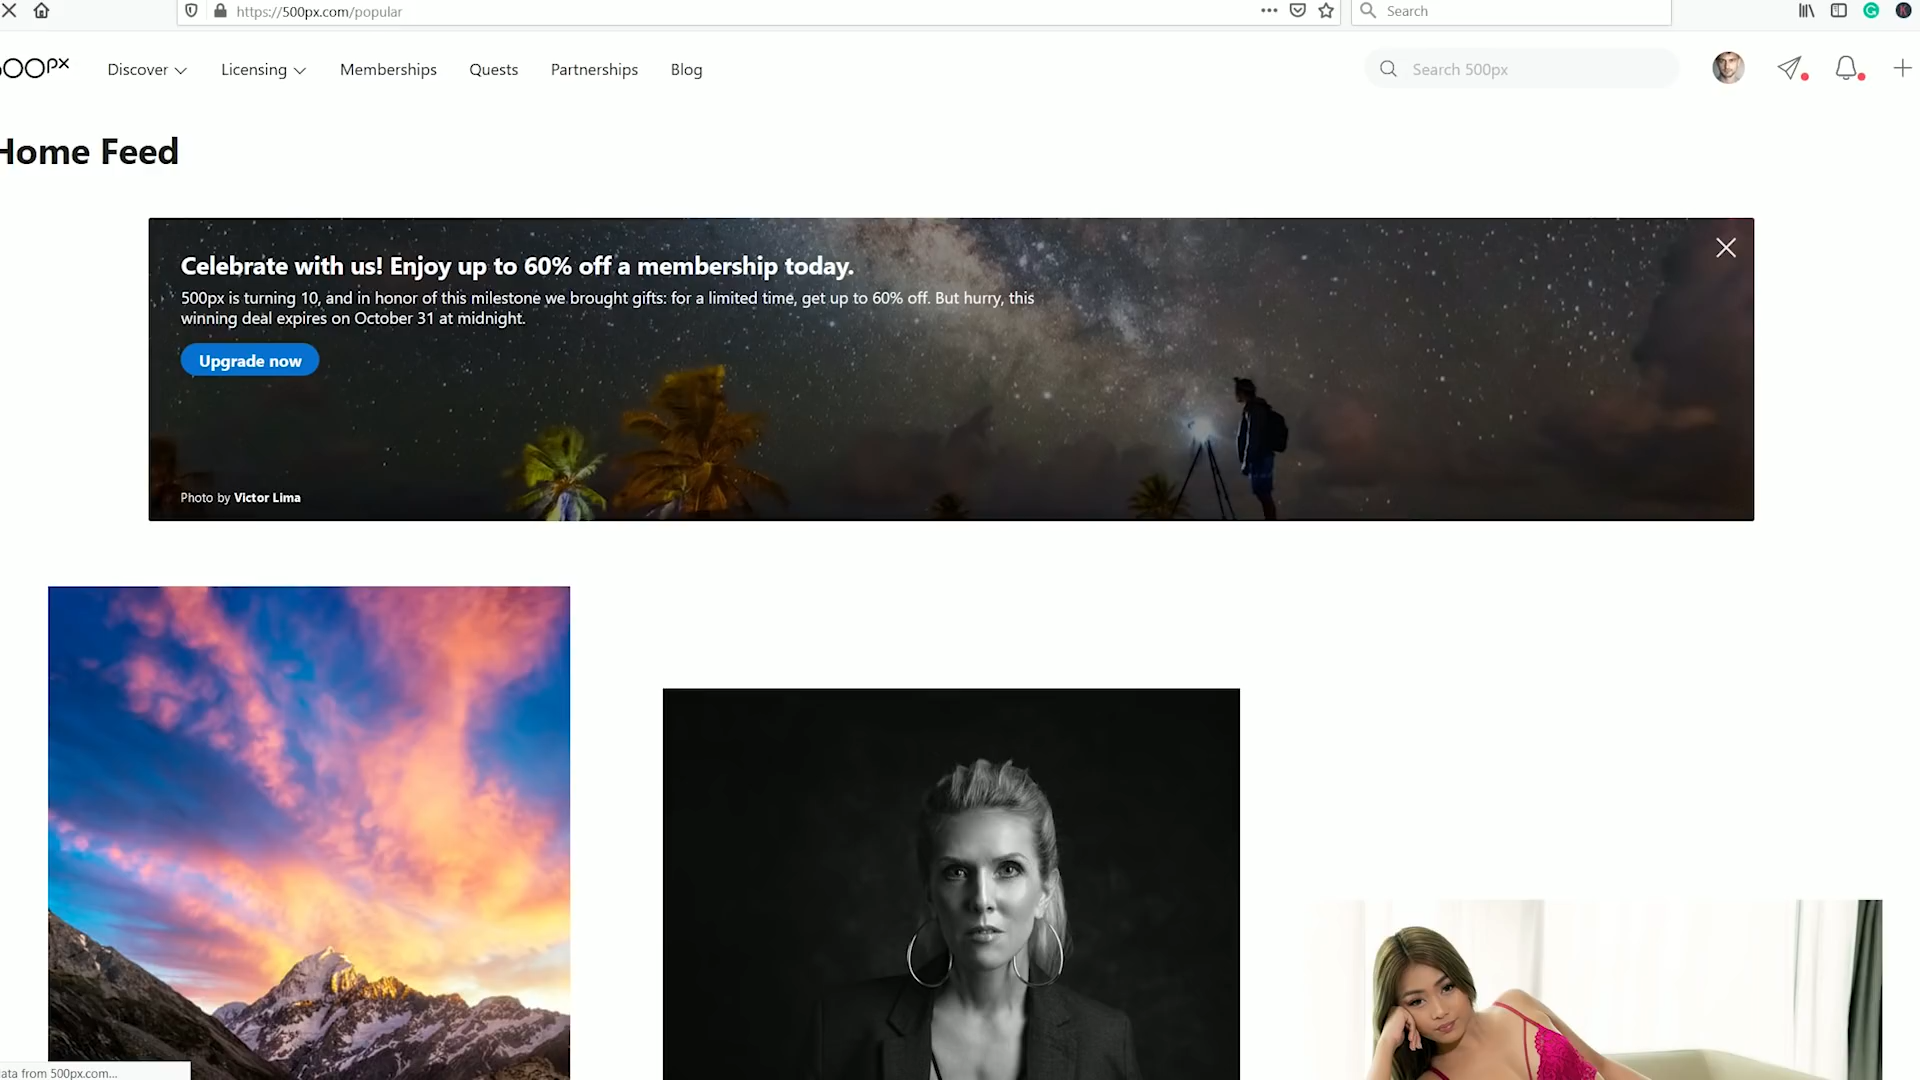 https://500px.com/popular
Search
500px
Discover
Licensing
Memberships
Quests
Partnerships
Blog
Search 500px
Home Feed
Celebrate with us! Enjoy up to 60% off a membership today.
500px is turning 10, and in honor of this milestone we brought gifts: for a limited time, get up to 60% off. But hurry, this
winning deal expires on October 31 at midnight.
Upgrade now
Photo by Victor Lima
ata from 500px.com...